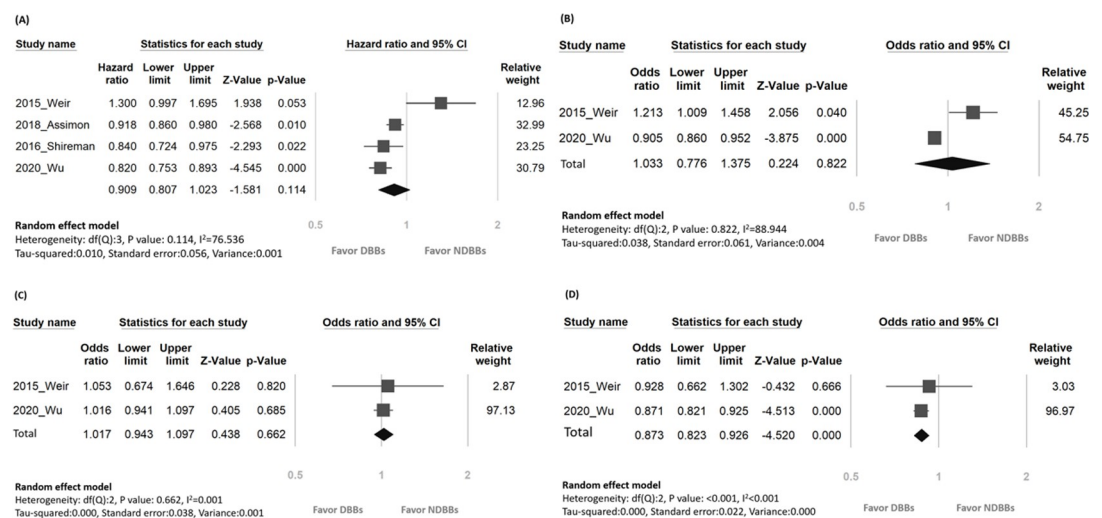 (A)
Study name Statistics for each study Hazard ratio and 95% CI
Hazard ratio Lower limit Upper limit Z-Value p-Value Relative weight
2015_Weir 1.300 0.997 1.695 1.938 0.053 12.96
2018_Assimon 0.918 0.860 0.980 -2.568 0.010 32.99
2016_Shireman 0.840 0.724 0.975 -2.293 0.022 23.25
2020_Wu 0.820 0.753 0.893 -4.545 0.000 30.79
0.909 0.807 1.023 -1.581 0.114
0.5 1 2
Random effect model
Heterogeneity: df(Q):3, P value: 0.114, I²=76.536
Tau-squared:0.010, Standard error:0.056, Variance:0.001
Favor DBBs Favor NDBBs
(B)
Study name Statistics for each study Odds ratio and 95% CI
Odds ratio Lower limit Upper limit Z-Value p-Value Relative weight
2015_Weir 1.213 1.009 1.458 2.056 0.040 45.25
2020_Wu 0.905 0.860 0.952 -3.875 0.000 54.75
Total 1.033 0.776 1.375 0.224 0.822
0.5 1 2
Random effect model
Heterogeneity: df(Q):2, P value: 0.822, I²=88.944
Tau-squared:0.038, Standard error:0.061, Variance:0.004
Favor DBBs Favor NDBBs
(C)
Study name Statistics for each study Odds ratio and 95% CI
Odds ratio Lower limit Upper limit Z-Value p-Value Relative weight
2015_Weir 1.053 0.674 1.646 0.228 0.820 2.87
2020_Wu 1.016 0.941 1.097 0.405 0.685 97.13
Total 1.017 0.943 1.097 0.438 0.662
0.5 1 2
Random effect model
Heterogeneity: df(Q):2, P value: 0.662, I²=0.001
Tau-squared:0.000, Standard error:0.038, Variance:0.001
Favor DBBs Favor NDBBs
(D)
Study name Statistics for each study Odds ratio and 95% CI
Odds ratio Lower limit Upper limit Z-Value p-Value Relative weight
2015_Weir 0.928 0.662 1.302 -0.432 0.666 3.03
2020_Wu 0.871 0.821 0.925 -4.513 0.000 96.97
Total 0.873 0.823 0.926 -4.520 0.000
0.5 1 2
Random effect model
Heterogeneity: df(Q):2, P value: <0.001, I²<0.001
Tau-squared:0.000, Standard error:0.022, Variance:0.000
Favor DBBs Favor NDBBs